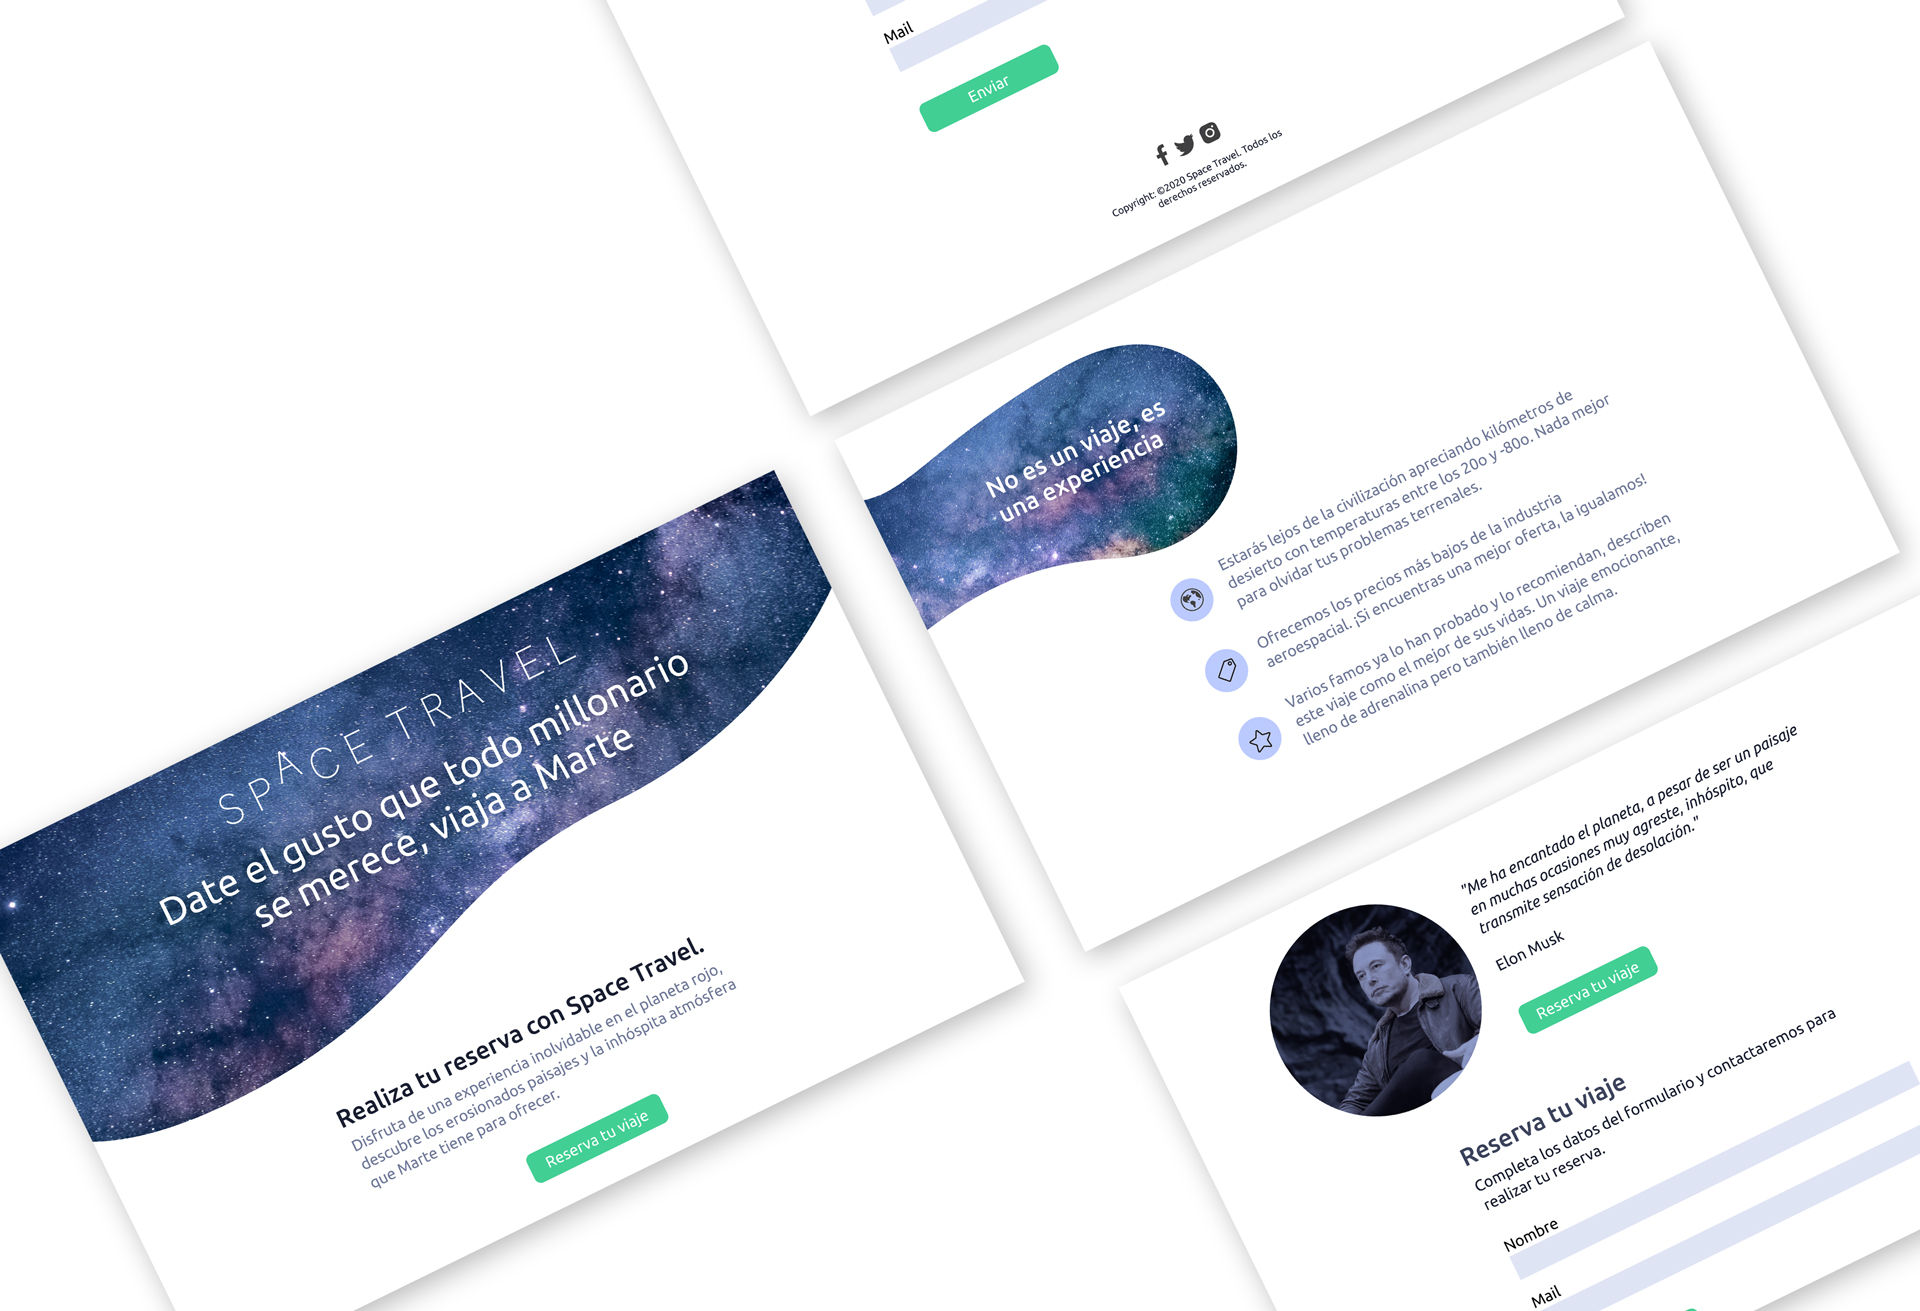 Mail
Enviar
Copyright: ©2020 Space Travel. Todos los
derechos reservados.
SPACE TRAVEL
Date el gusto que todo millonario
se merece, viaja a Marte
Realiza tu reserva con Space Travel.
Disfruta de una experiencia inolvidable en el planeta rojo,
descubre los erosionados paisajes y la inhóspita atmósfera
que Marte tiene para ofrecer.
Reserva tu viaje
No es un viaje, es
una experiencia
Estarás lejos de la civilización apreciando kilómetros de
desierto con temperaturas entre los 20o y -80o. Nada mejor
para olvidar tus problemas terrenales.
Ofrecemos los precios más bajos de la industria
aeroespacial. ¡Si encuentras una mejor oferta, la igualamos!
Varios famosos ya lo han probado y lo recomiendan, describen
este viaje como el mejor de sus vidas. Un viaje emocionante,
lleno de adrenalina pero también lleno de calma.
"Me ha encantado el planeta, a pesar de ser un paisaje
en muchas ocasiones muy agreste, inhóspito, que
transmite sensación de desolación."
Elon Musk
Reserva tu viaje
Reserva tu viaje
Completa los datos del formulario y contactaremos para
realizar tu reserva.
Nombre
Mail